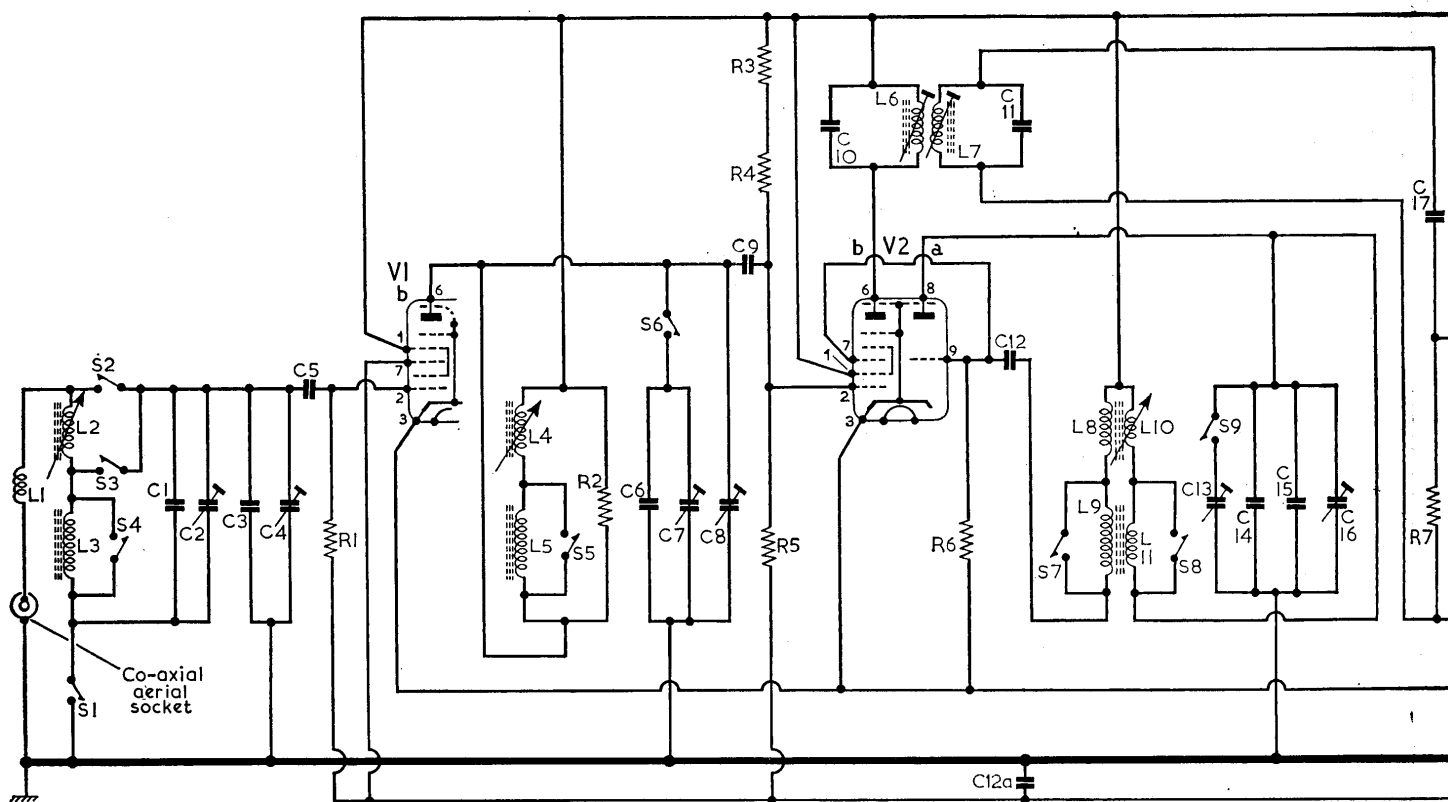 R3
R4
L6
C
10
C
11
L7
C
17
V1
b
6
1
7
2
3
C9
b V2 a
6
8
7
1
2
3
9
C12
S6
S2
C5
L2
S3
L1
L3
S4
C1
C2
C3
C4
R1
L4
R2
L5
S5
C6
C7
C8
R5
R6
L8
L10
L9
L
11
S7
S8
S9
C13
C
14
C
15
C
16
R7
Co-axial
aerial
socket
S1
C12a